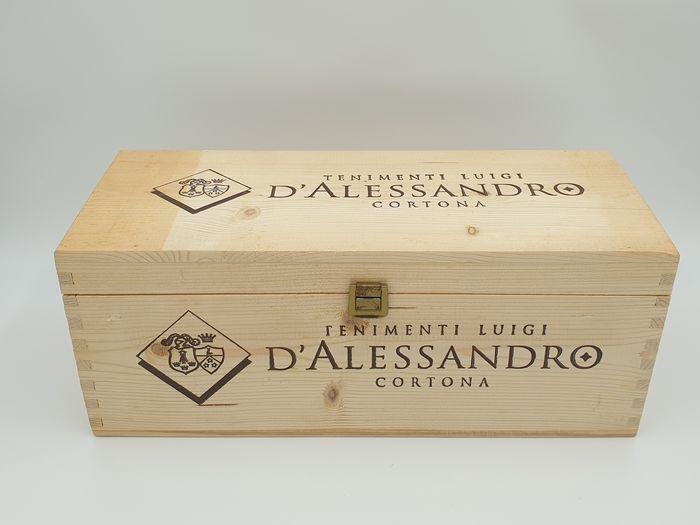 TENIMENTI LUIGI
D'ALESSANDRO
CORTONA
TENIMENTI LUIGI
D'ALESSANDRO
CORTONA